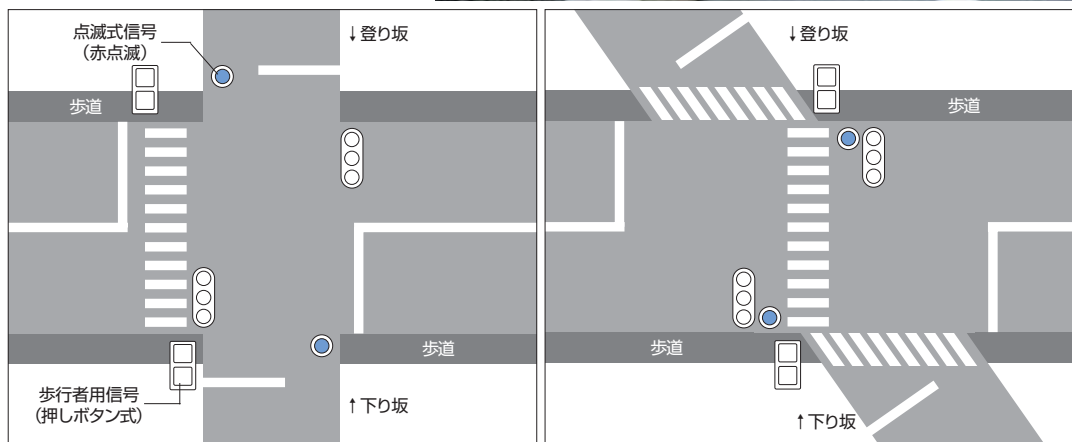 点滅式信号
（赤点滅）
↓登り坂
歩道
歩道
歩行者用信号
（押しボタン式）
↑下り坂
↓登り坂
歩道
歩道
↑下り坂